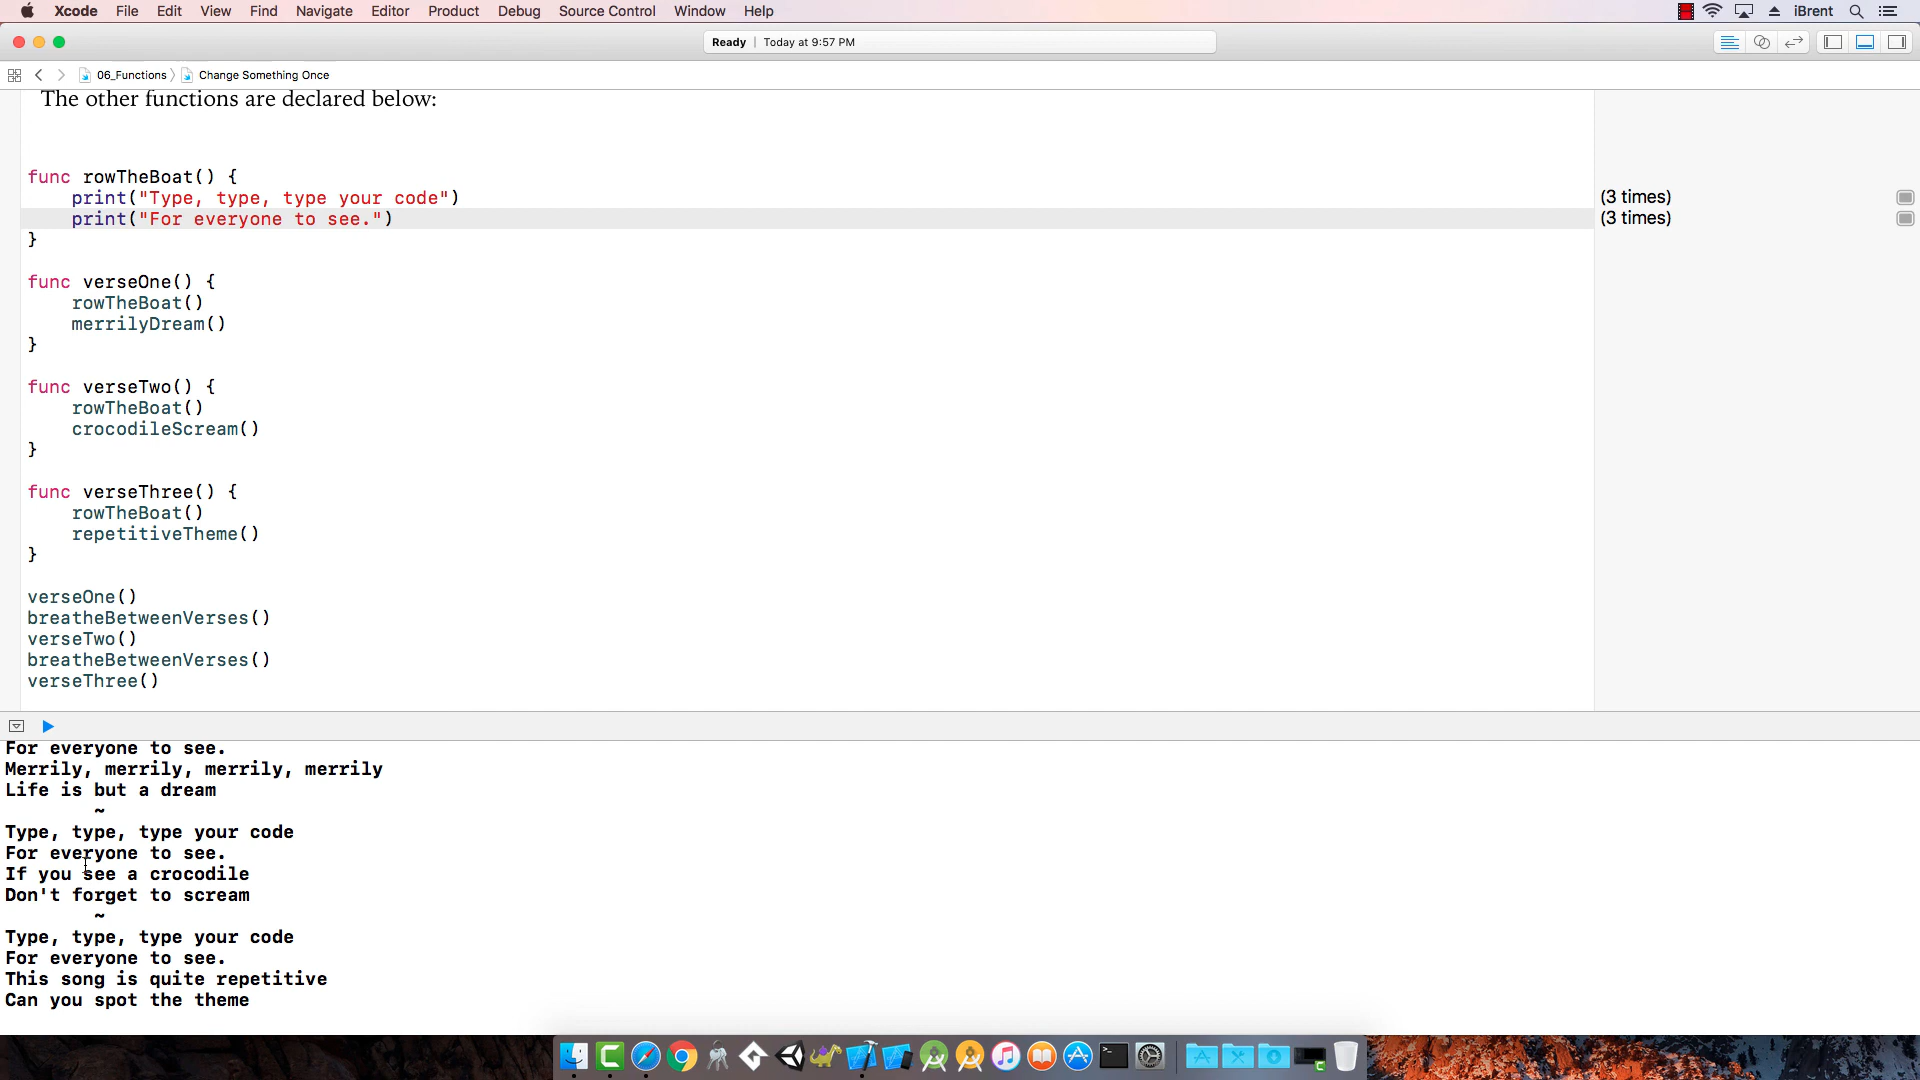 Xcode File Edit View Find Navigate Editor Product Debug Source Control Window Help iBrent
Ready | Today at 9:57 PM
06_Functions Change Something Once
The other functions are declared below:
func rowTheBoat() {
print("Type, type, type your code") (3 times)
print("For everyone to see.") (3 times)
}
func verseOne() {
rowTheBoat()
merrilyDream()
}
func verseTwo() {
rowTheBoat()
crocodileScream()
}
func verseThree() {
rowTheBoat()
repetitiveTheme()
}
verseOne()
breatheBetweenVerses()
verseTwo()
breatheBetweenVerses()
verseThree()
For everyone to see.
Merrily, merrily, merrily, merrily
Life is but a dream
~
Type, type, type your code
For everyone to see.
If you see a crocodile
Don't forget to scream
~
Type, type, type your code
For everyone to see.
This song is quite repetitive
Can you spot the theme